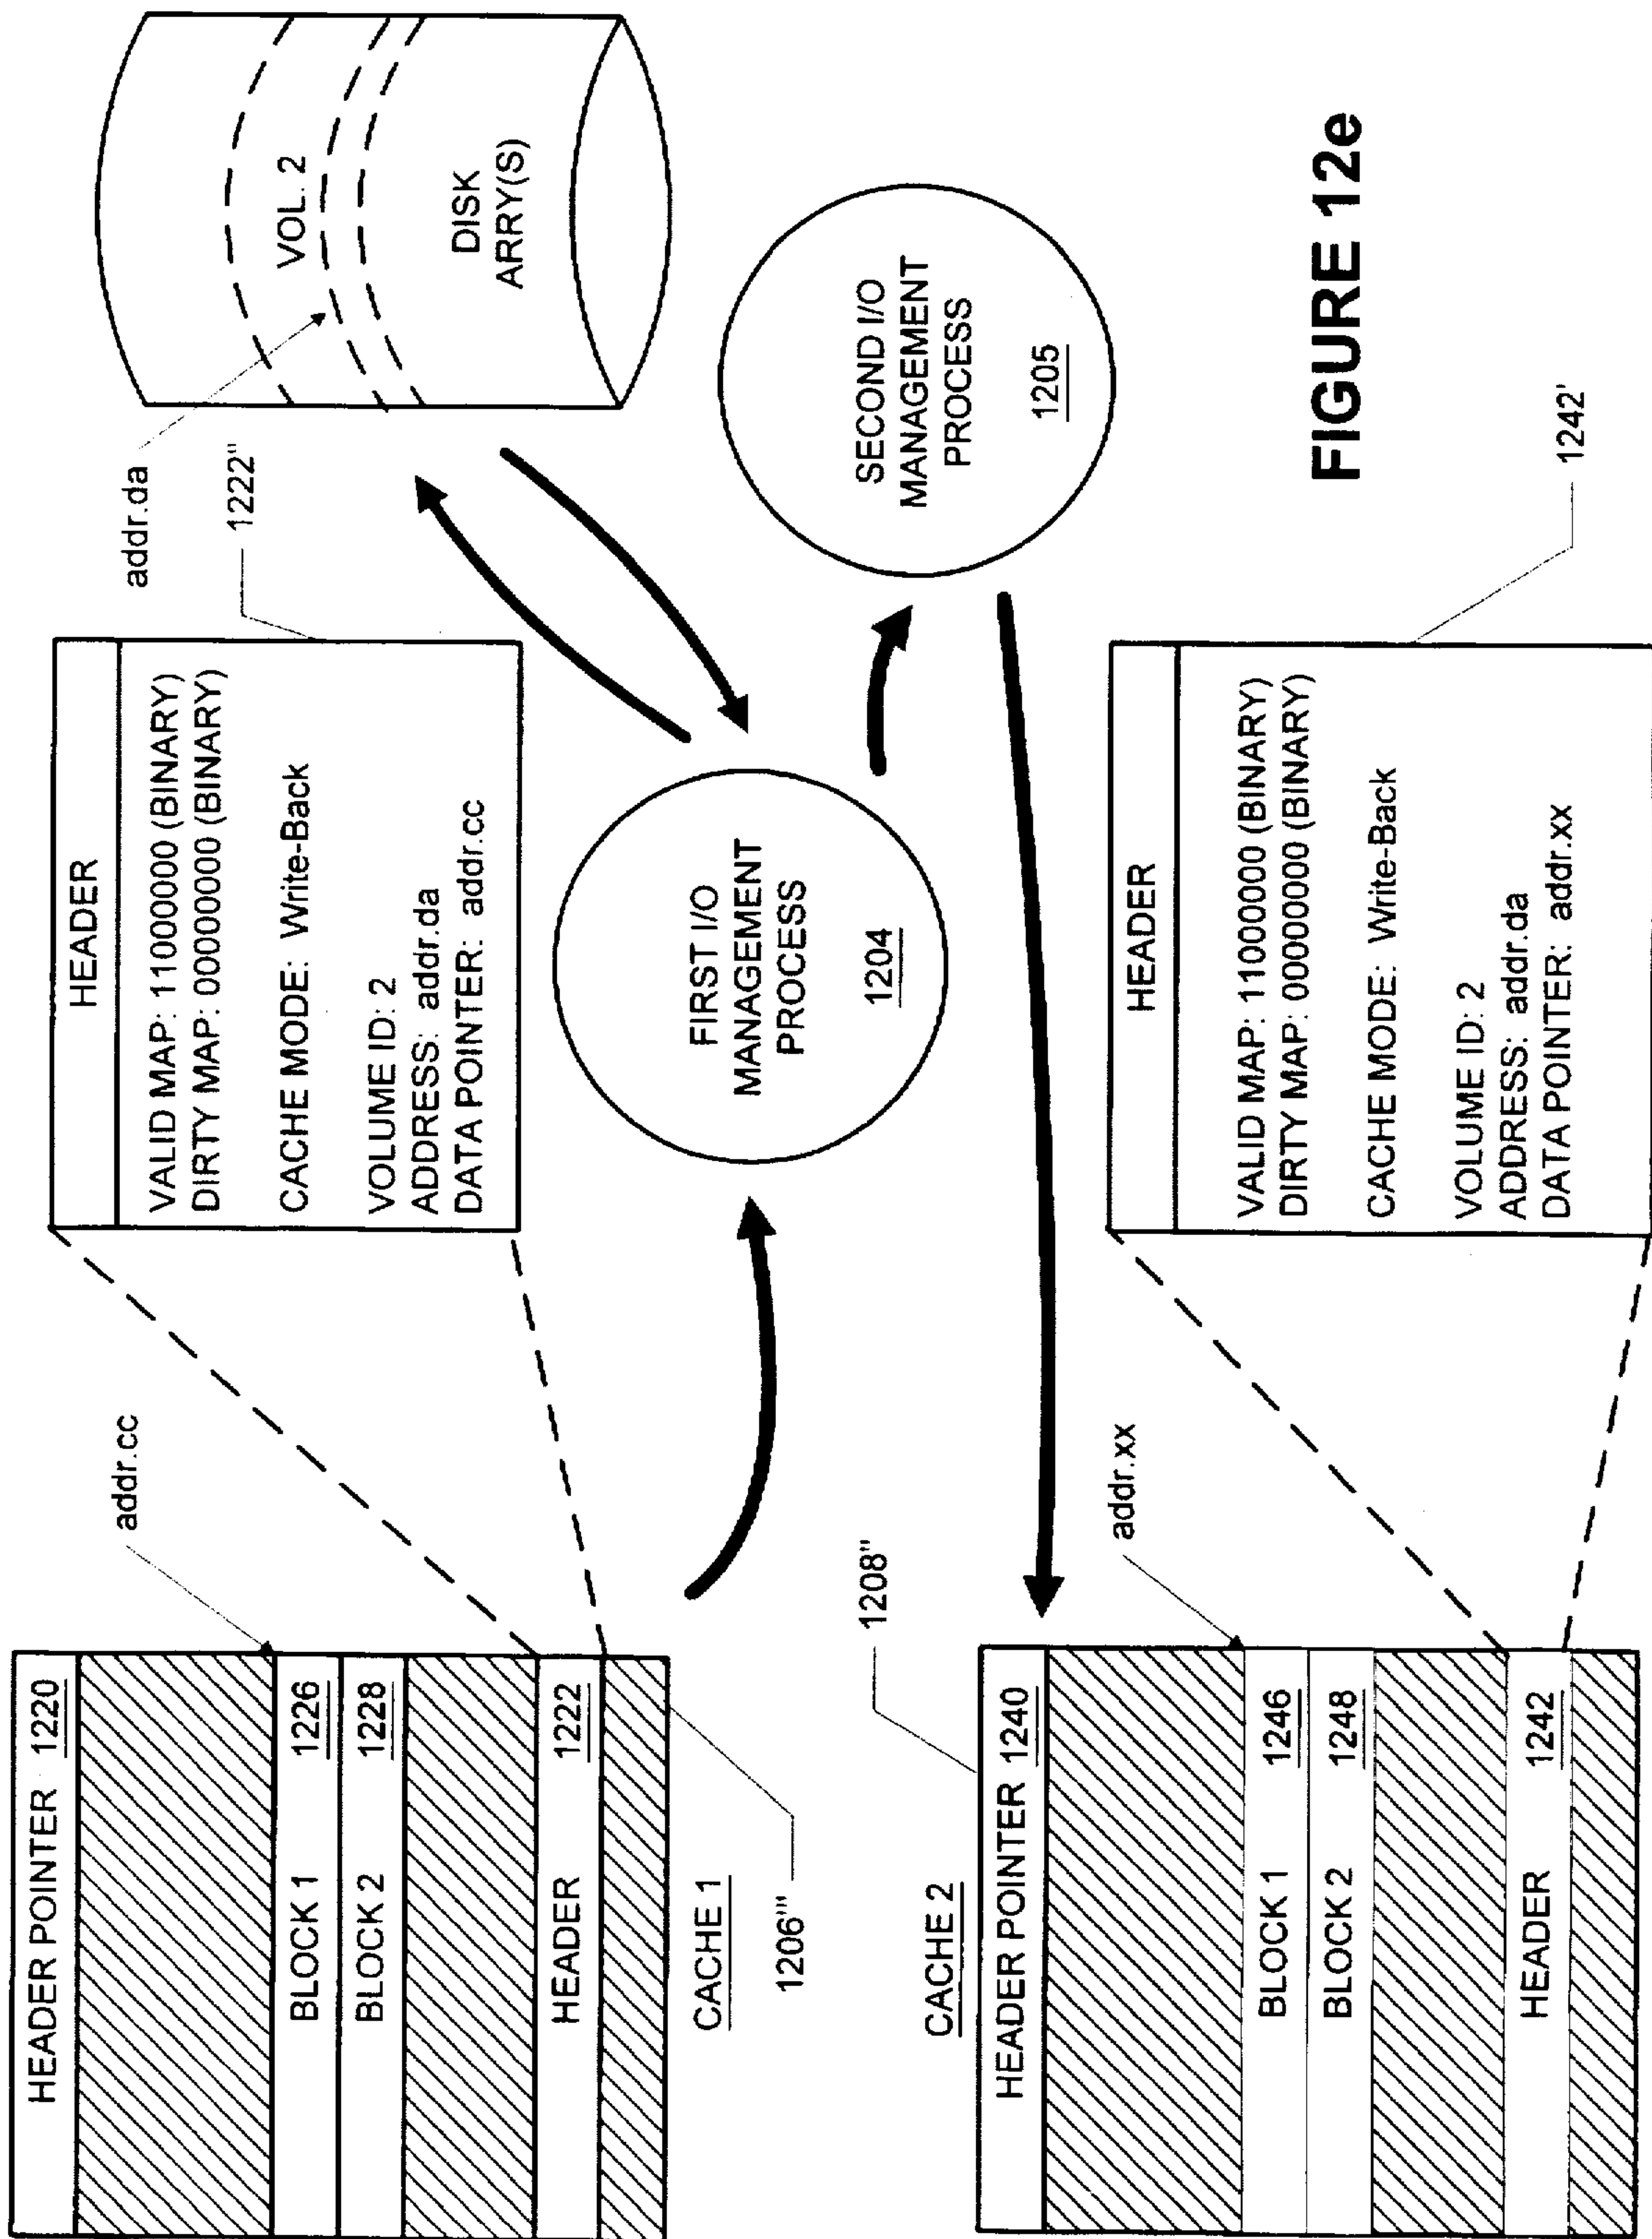 HEADER POINTER 1220
BLOCK 1 1226
BLOCK 2 1228
HEADER 1222
CACHE 1
1206'''
addr.cc
HEADER
VALID MAP: 11000000 (BINARY)
DIRTY MAP: 00000000 (BINARY)
CACHE MODE: Write-Back
VOLUME ID: 2
ADDRESS: addr.da
DATA POINTER: addr.cc
1222"
addr.da
VOL. 2
DISK
ARRY(S)
FIRST I/O
MANAGEMENT
PROCESS
1204
SECOND I/O
MANAGEMENT
PROCESS
1205
CACHE 2
1208"
HEADER POINTER 1240
BLOCK 1 1246
BLOCK 2 1248
HEADER 1242
addr.xx
HEADER
VALID MAP: 11000000 (BINARY)
DIRTY MAP: 00000000 (BINARY)
CACHE MODE: Write-Back
VOLUME ID: 2
ADDRESS: addr.da
DATA POINTER: addr.xx
1242'
FIGURE 12e